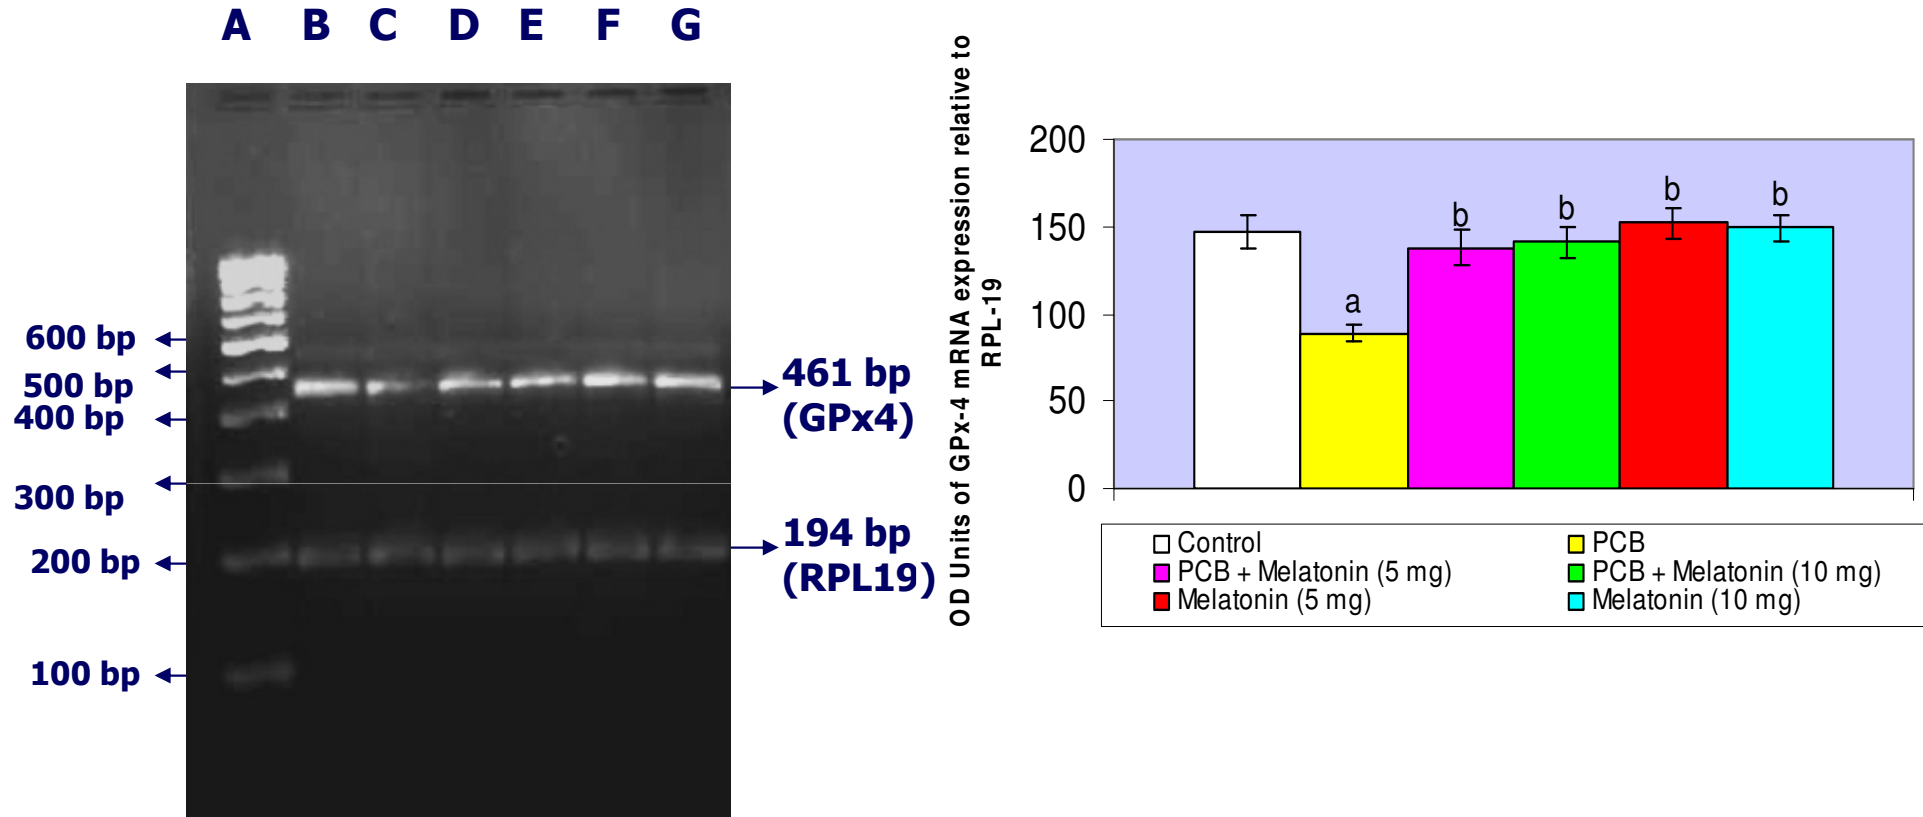 A B C D E F G
600 bp
500 bp
400 bp
300 bp
200 bp
100 bp
461 bp
(GPx4)
194 bp
(RPL19)
OD Units of GPx-4 mRNA expression relative to
RPL-19
200
150
100
50
0
a
b
b
b
b
Control
PCB
PCB + Melatonin (5 mg)
PCB + Melatonin (10 mg)
Melatonin (5 mg)
Melatonin (10 mg)